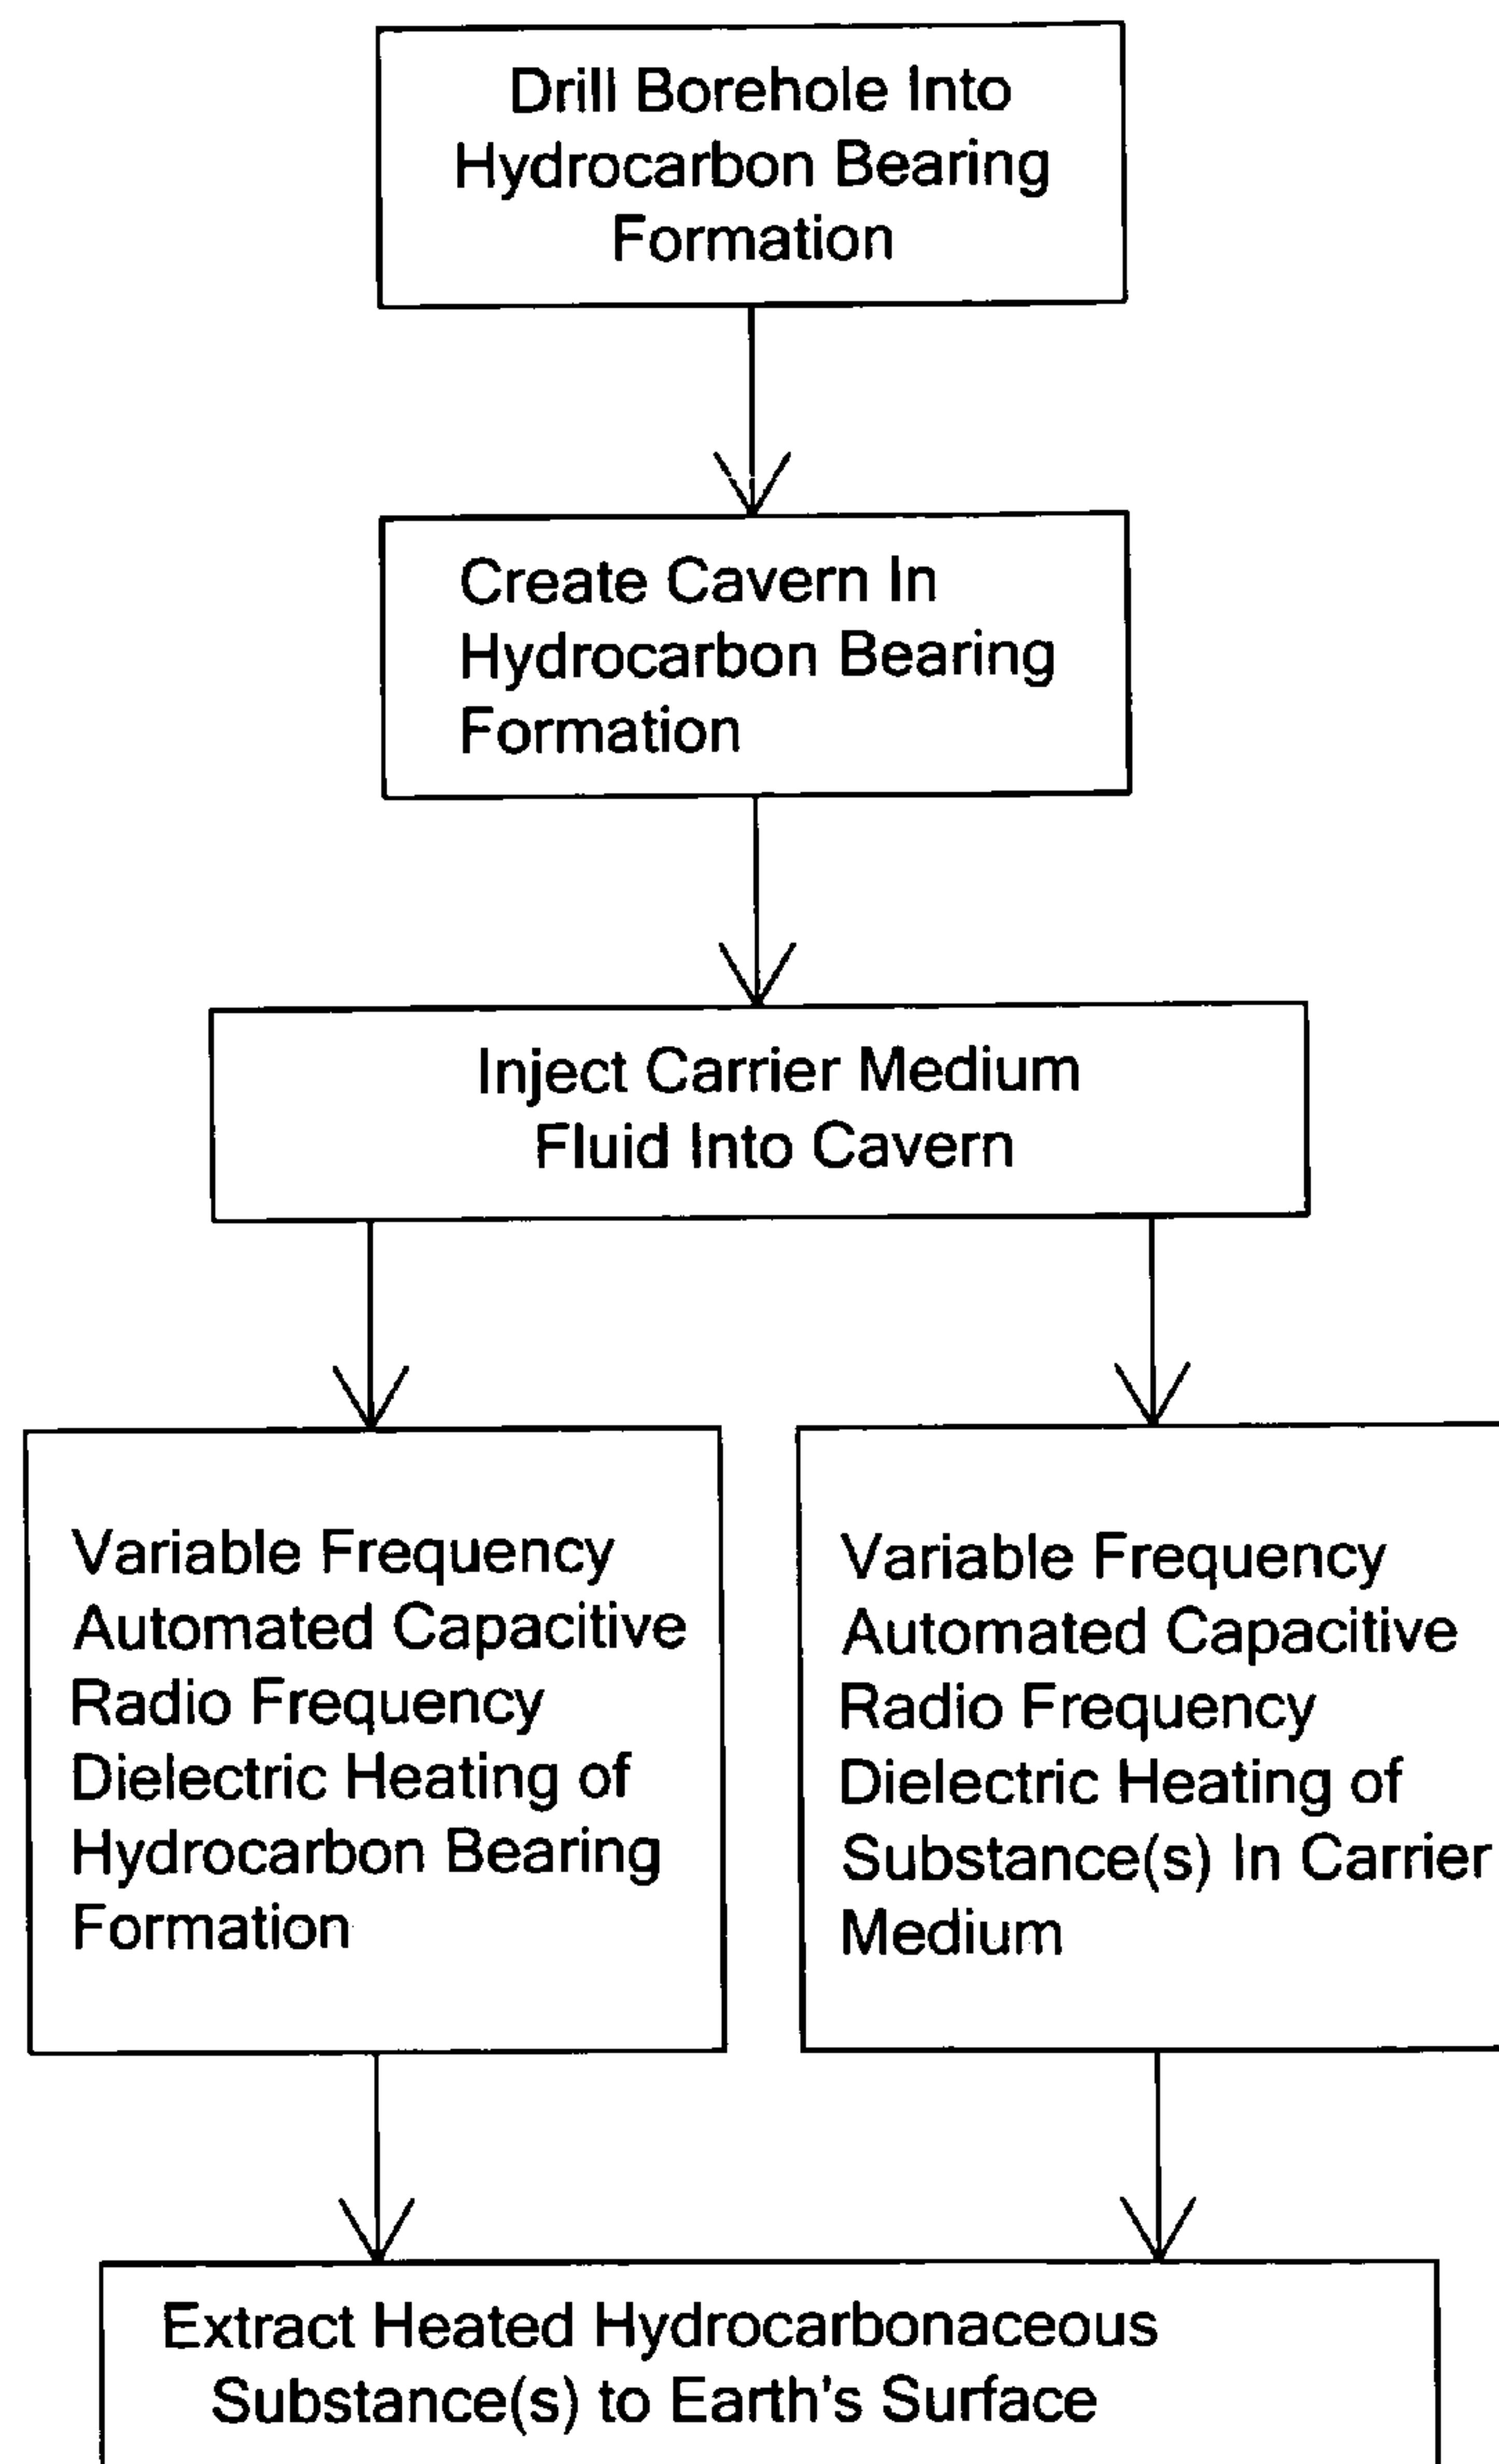 Drill Borehole Into
Hydrocarbon Bearing
Formation
Create Cavern In
Hydrocarbon Bearing
Formation
Inject Carrier Medium
Fluid Into Cavern
Variable Frequency
Automated Capacitive
Radio Frequency
Dielectric Heating of
Hydrocarbon Bearing
Formation
Variable Frequency
Automated Capacitive
Radio Frequency
Dielectric Heating of
Substance(s) In Carrier
Medium
Extract Heated Hydrocarbonaceous
Substance(s) to Earth's Surface